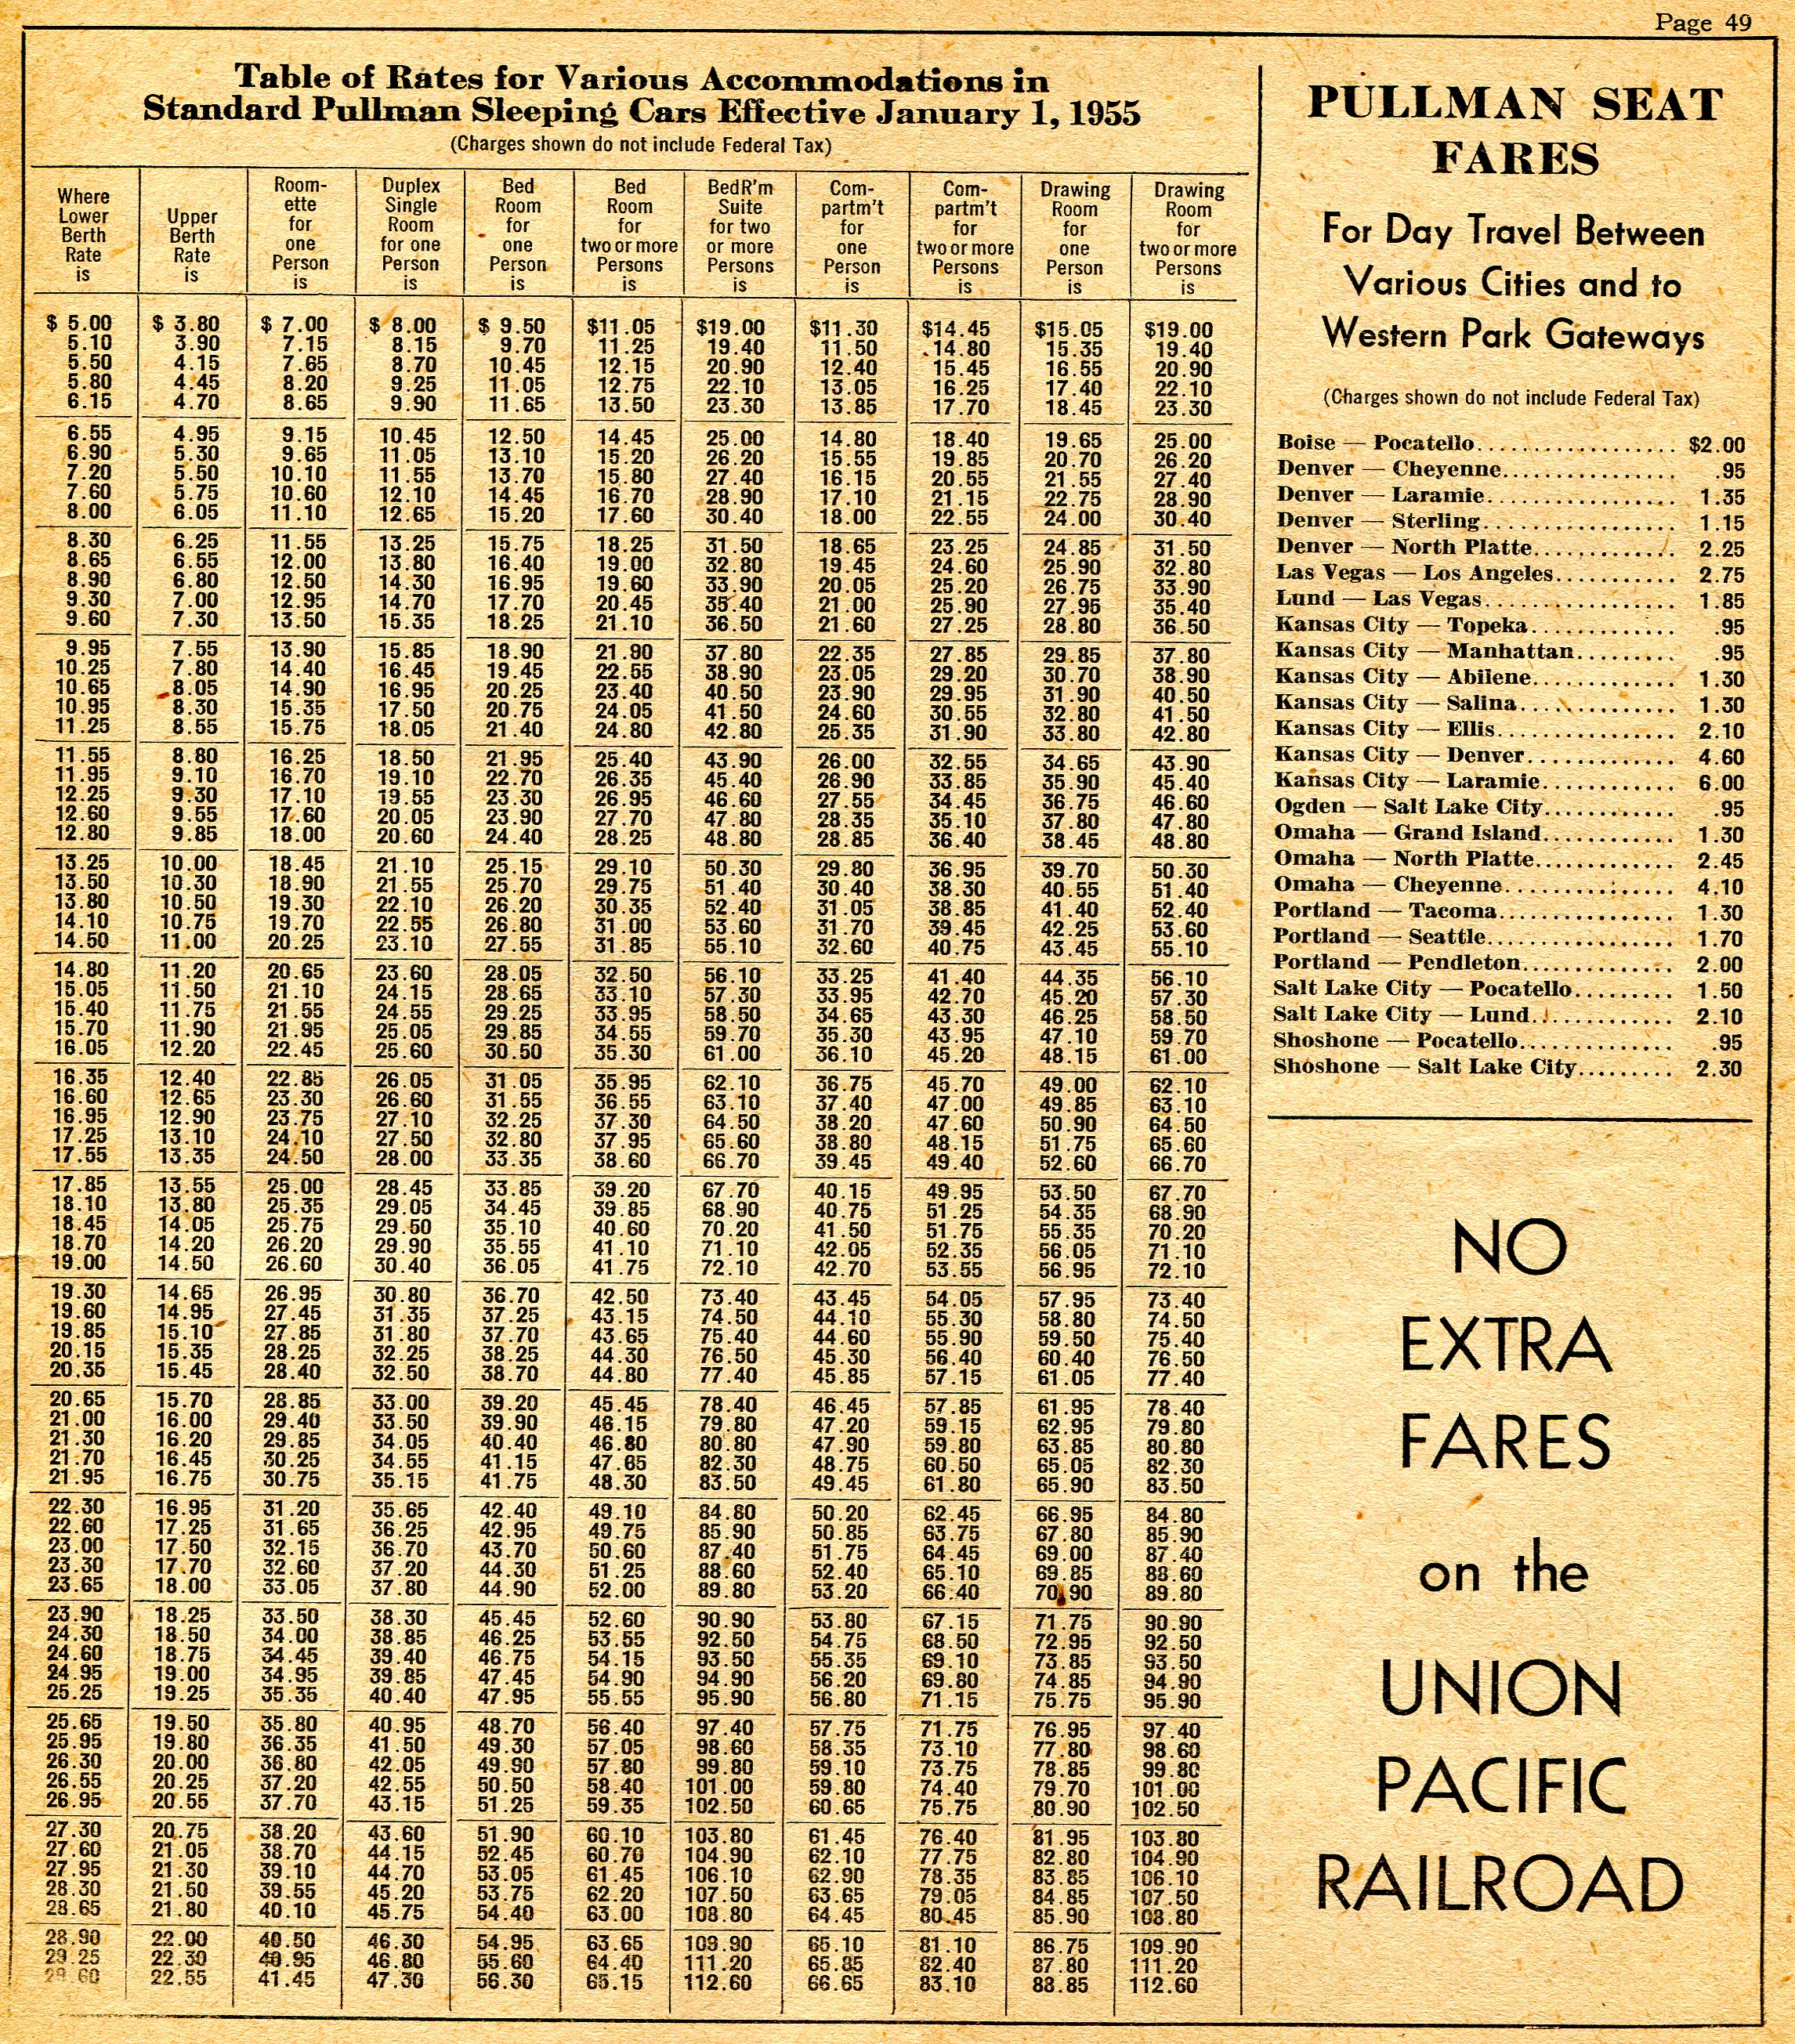 Page 49
Table of Rates for Various Accommodations in
Standard Pullman Sleeping Cars Effective January 1, 1955
(Charges shown do not include Federal Tax)
Where
Lower
Berth
Rate
is
Upper
Berth
Rate
is
Room-
ette
for
one
Person
is
Duplex
Single
Room
for one
Person
is
Bed
Room
for
one
Person
is
Bed
Room
for
two or more
Persons
is
BedR'm
Suite
for two
or more
Persons
is
Com-
partm't
for
one
Person
is
Com-
partm't
for
two or more
Persons
is
Drawing
Room
for
one
Person
is
Drawing
Room
for
two or more
Persons
is
$ 5.00 $ 3.80 $ 7.00 $ 8.00 $ 9.50 $11.05 $19.00 $11.30 $14.45 $15.05 $19.00
5.10 3.90 7.15 8.15 9.70 11.25 19.40 11.50 14.80 15.35 19.40
5.50 4.15 7.65 8.70 10.45 12.15 20.90 12.40 15.45 16.55 20.90
5.80 4.45 8.20 9.25 11.05 12.75 22.10 13.05 16.25 17.40 22.10
6.15 4.70 8.65 9.90 11.65 13.50 23.30 13.85 17.70 18.45 23.30
6.55 4.95 9.15 10.45 12.50 14.45 25.00 14.80 18.40 19.65 25.00
6.90 5.30 9.65 11.05 13.10 15.20 26.20 15.55 19.85 20.70 26.20
7.20 5.50 10.10 11.55 13.70 15.80 27.40 16.15 20.55 21.55 27.40
7.60 5.75 10.60 12.10 14.45 16.70 28.90 17.10 21.15 22.75 28.90
8.00 6.05 11.10 12.65 15.20 17.60 30.40 18.00 22.55 24.00 30.40
8.30 6.25 11.55 13.25 15.75 18.25 31.50 18.65 23.25 24.85 31.50
8.65 6.55 12.00 13.80 16.40 19.00 32.80 19.45 24.60 25.90 32.80
8.90 6.80 12.50 14.30 16.95 19.60 33.90 20.05 25.20 26.75 33.90
9.30 7.00 12.95 14.70 17.70 20.45 35.40 21.00 25.90 27.95 35.40
9.60 7.30 13.50 15.35 18.25 21.10 36.50 21.60 27.25 28.80 36.50
9.95 7.55 13.90 15.85 18.90 21.90 37.80 22.35 27.85 29.85 37.80
10.25 7.80 14.40 16.45 19.45 22.55 38.90 23.05 29.20 30.70 38.90
10.65 8.05 14.90 16.95 20.25 23.40 40.50 23.90 29.95 31.90 40.50
10.95 8.30 15.35 17.50 20.75 24.05 41.50 24.60 30.55 32.80 41.50
11.25 8.55 15.75 18.05 21.40 24.80 42.80 25.35 31.90 33.80 42.80
11.55 8.80 16.25 18.50 21.95 25.40 43.90 26.00 32.55 34.65 43.90
11.95 9.10 16.70 19.10 22.70 26.35 45.40 26.90 33.85 35.90 45.40
12.25 9.30 17.10 19.55 23.30 26.95 46.60 27.55 34.45 36.75 46.60
12.60 9.55 17.60 20.05 23.90 27.70 47.80 28.35 35.10 37.80 47.80
12.80 9.85 18.00 20.60 24.40 28.25 48.80 28.85 36.40 38.45 48.80
13.25 10.00 18.45 21.10 25.15 29.10 50.30 29.80 36.95 39.70 50.30
13.50 10.30 18.90 21.55 25.70 29.75 51.40 30.40 38.30 40.55 51.40
13.80 10.50 19.30 22.10 26.20 30.35 52.40 31.05 38.85 41.40 52.40
14.10 10.75 19.70 22.55 26.80 31.00 53.60 31.70 39.45 42.25 53.60
14.50 11.00 20.25 23.10 27.55 31.85 55.10 32.60 40.75 43.45 55.10
14.80 11.20 20.65 23.60 28.05 32.50 56.10 33.25 41.40 44.35 56.10
15.05 11.50 21.10 24.15 28.65 33.10 57.30 33.95 42.70 45.20 57.30
15.40 11.75 21.55 24.55 29.25 33.95 58.50 34.65 43.30 46.25 58.50
15.70 11.90 21.95 25.05 29.85 34.55 59.70 35.30 43.95 47.10 59.70
16.05 12.20 22.45 25.60 30.50 35.30 61.00 36.10 45.20 48.15 61.00
16.35 12.40 22.85 26.05 31.05 35.95 62.10 36.75 45.70 49.00 62.10
16.60 12.65 23.30 26.60 31.55 36.55 63.10 37.40 47.00 49.85 63.10
16.95 12.90 23.75 27.10 32.25 37.30 64.50 38.20 47.60 50.90 64.50
17.25 13.10 24.10 27.50 32.80 37.95 65.60 38.80 48.15 51.75 65.60
17.55 13.35 24.50 28.00 33.35 38.60 66.70 39.45 49.40 52.60 66.70
17.85 13.55 25.00 28.45 33.85 39.20 67.70 40.15 49.95 53.50 67.70
18.10 13.80 25.35 29.05 34.45 39.85 68.90 40.75 51.25 54.35 68.90
18.45 14.05 25.75 29.50 35.10 40.60 70.20 41.50 51.75 55.35 70.20
18.70 14.20 26.20 29.90 35.55 41.10 71.10 42.05 52.35 56.05 71.10
19.00 14.50 26.60 30.40 36.05 41.75 72.10 42.70 53.55 56.95 72.10
19.30 14.65 26.95 30.80 36.70 42.50 73.40 43.45 54.05 57.95 73.40
19.60 14.95 27.45 31.35 37.25 43.15 74.50 44.10 55.30 58.80 74.50
19.85 15.10 27.85 31.80 37.70 43.65 75.40 44.60 55.90 59.50 75.40
20.15 15.35 28.25 32.25 38.25 44.30 76.50 45.30 56.40 60.40 76.50
20.35 15.45 28.40 32.50 38.70 44.80 77.40 45.85 57.15 61.05 77.40
20.65 15.70 28.85 33.00 39.20 45.45 78.40 46.45 57.85 61.95 78.40
21.00 16.00 29.40 33.50 39.90 46.15 79.80 47.20 59.15 62.95 79.80
21.30 16.20 29.85 34.05 40.40 46.80 80.80 47.90 59.80 63.85 80.80
21.70 16.45 30.25 34.55 41.15 47.65 82.30 48.75 60.50 65.05 82.30
21.95 16.75 30.75 35.15 41.75 48.30 83.50 49.45 61.80 65.90 83.50
22.30 16.95 31.20 35.65 42.40 49.10 84.80 50.20 62.45 66.95 84.80
22.60 17.25 31.65 36.25 42.95 49.75 85.90 50.85 63.75 67.80 85.90
23.00 17.50 32.15 36.70 43.70 50.60 87.40 51.75 64.45 69.00 87.40
23.30 17.70 32.60 37.20 44.30 51.25 88.60 52.40 65.10 69.85 88.60
23.65 18.00 33.05 37.80 44.90 52.00 89.80 53.20 66.40 70.90 89.80
23.90 18.25 33.50 38.30 45.45 52.60 90.90 53.80 67.15 71.75 90.90
24.30 18.50 34.00 38.85 46.25 53.55 92.50 54.75 68.50 72.95 92.50
24.60 18.75 34.45 39.40 46.75 54.15 93.50 55.35 69.10 73.85 93.50
24.95 19.00 34.95 39.85 47.45 54.90 94.90 56.20 69.80 74.85 94.90
25.25 19.25 35.35 40.40 47.95 55.55 95.90 56.80 71.15 75.75 95.90
25.65 19.50 35.80 40.95 48.70 56.40 97.40 57.75 71.75 76.95 97.40
25.95 19.80 36.35 41.50 49.30 57.05 98.60 58.35 73.10 77.80 98.60
26.30 20.00 36.80 42.05 49.90 57.80 99.80 59.10 73.75 78.85 99.80
26.55 20.25 37.20 42.55 50.50 58.40 101.00 59.80 74.40 79.70 101.00
26.95 20.55 37.70 43.15 51.25 59.35 102.50 60.65 75.75 80.90 102.50
27.30 20.75 38.20 43.60 51.90 60.10 103.80 61.45 76.40 81.95 103.80
27.60 21.05 38.70 44.15 52.45 60.70 104.90 62.10 77.75 82.80 104.90
27.95 21.30 39.10 44.70 53.05 61.45 106.10 62.90 78.35 83.85 106.10
28.30 21.50 39.55 45.20 53.75 62.20 107.50 63.65 79.05 84.85 107.50
28.65 21.80 40.10 45.75 54.40 63.00 108.80 64.45 80.45 85.90 108.80
28.90 22.00 40.50 46.30 54.95 63.65 109.90 65.10 81.10 86.75 109.90
29.25 22.30 40.95 46.80 55.60 64.40 111.20 65.85 82.40 87.80 111.20
29.60 22.55 41.45 47.30 56.30 65.15 112.60 66.65 83.10 88.85 112.60
PULLMAN SEAT
FARES
For Day Travel Between
Various Cities and to
Western Park Gateways
(Charges shown do not include Federal Tax)
Boise — Pocatello................... $2.00
Denver — Cheyenne................ .95
Denver — Laramie.................. 1.35
Denver — Sterling.................. 1.15
Denver — North Platte............. 2.25
Las Vegas — Los Angeles........... 2.75
Lund — Las Vegas.................. 1.85
Kansas City — Topeka............. .95
Kansas City — Manhattan......... .95
Kansas City — Abilene............. 1.30
Kansas City — Salina.............. 1.30
Kansas City — Ellis................ 2.10
Kansas City — Denver............. 4.60
Kansas City — Laramie............ 6.00
Ogden — Salt Lake City............ .95
Omaha — Grand Island............ 1.30
Omaha — North Platte............. 2.45
Omaha — Cheyenne................ 4.10
Portland — Tacoma................ 1.30
Portland — Seattle................. 1.70
Portland — Pendleton.............. 2.00
Salt Lake City — Pocatello......... 1.50
Salt Lake City — Lund............. 2.10
Shoshone — Pocatello.............. .95
Shoshone — Salt Lake City......... 2.30
NO
EXTRA
FARES
on the
UNION
PACIFIC
RAILROAD